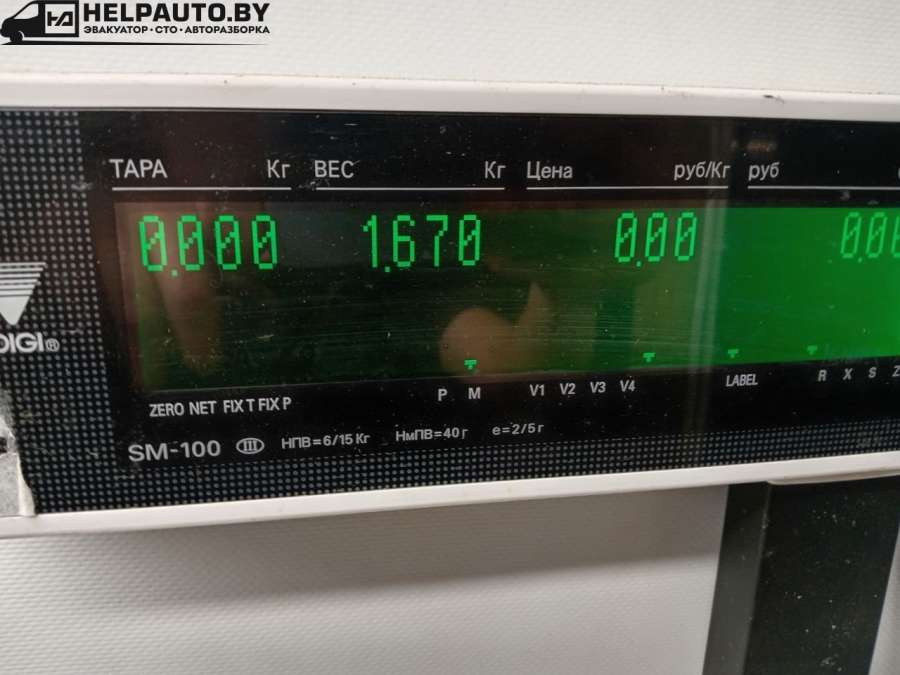 HELPAUTO.BY
ЭВАКУАТОР • СТО • АВТОРАЗБОРКА
ТАРА Кг ВЕС Кг Цена руб/Кг руб
0.000 1.670 0.00
DIGI®
P M V1 V2 V3 V4 LABEL R X S
ZERO NET FIX T FIX P
SM-100 III НПВ=6/15 Кг НмПВ=40 г e=2/5 г